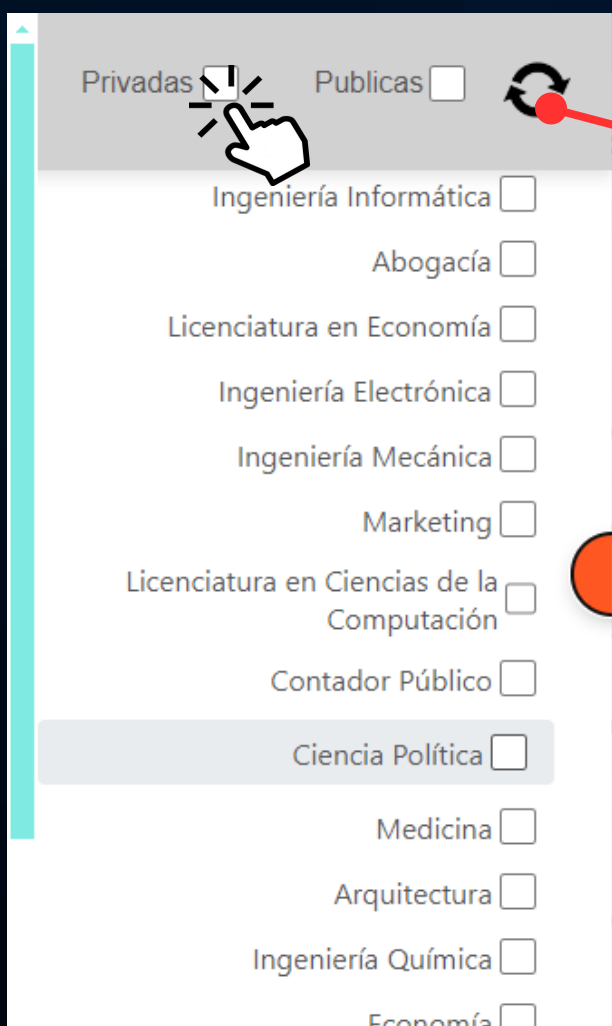 Privadas
Publicas
Ingeniería Informática
Abogacía
Licenciatura en Economía
Ingeniería Electrónica
Ingeniería Mecánica
Marketing
Licenciatura en Ciencias de la
Computación
Contador Público
Ciencia Política
Medicina
Arquitectura
Ingeniería Química
Economía